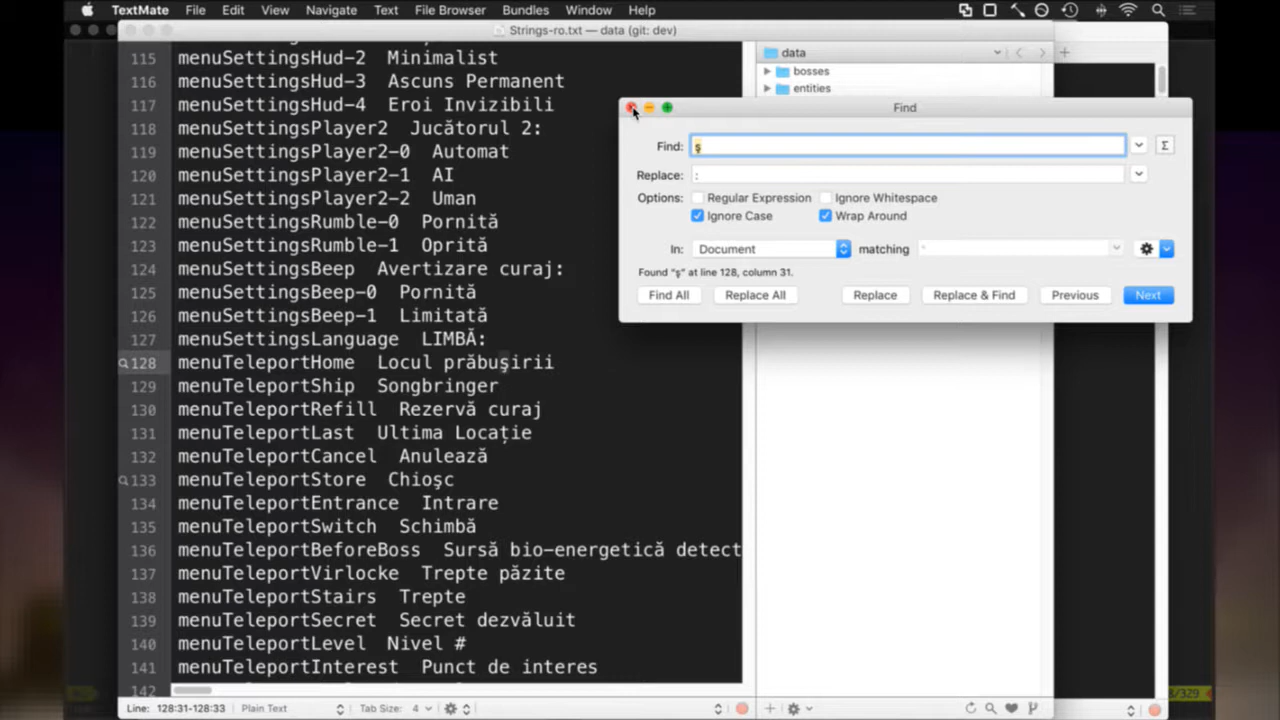 TextMate File Edit View Navigate Text File Browser Bundles Window Help
Strings-ro.txt — data (git: dev)
115 menuSettingsHud-2 Minimalist
116 menuSettingsHud-3 Ascuns Permanent
117 menuSettingsHud-4 Eroi Invizibili
118 menuSettingsPlayer2 Jucătorul 2:
119 menuSettingsPlayer2-0 Automat
120 menuSettingsPlayer2-1 AI
121 menuSettingsPlayer2-2 Uman
122 menuSettingsRumble-0 Pornită
123 menuSettingsRumble-1 Oprită
124 menuSettingsBeep Avertizare curaj:
125 menuSettingsBeep-0 Pornită
126 menuSettingsBeep-1 Limitată
127 menuSettingsLanguage LIMBĂ:
128 menuTeleportHome Locul prăbuşirii
129 menuTeleportShip Songbringer
130 menuTeleportRefill Rezervă curaj
131 menuTeleportLast Ultima Locație
132 menuTeleportCancel Anulează
133 menuTeleportStore Chioşc
134 menuTeleportEntrance Intrare
135 menuTeleportSwitch Schimbă
136 menuTeleportBeforeBoss Sursă bio-energetică detect
137 menuTeleportVirlocke Trepte păzite
138 menuTeleportStairs Trepte
139 menuTeleportSecret Secret dezvăluit
140 menuTeleportLevel Nivel #
141 menuTeleportInterest Punct de interes
142
Line: 128:31-128:33 Plain Text Tab Size: 4
data
bosses
entities
Find
Find: ş
Replace: :
Options: Regular Expression Ignore Whitespace
Ignore Case Wrap Around
In: Document matching *
Found “ş” at line 128, column 31.
Find All Replace All Replace Replace & Find Previous Next
8/329